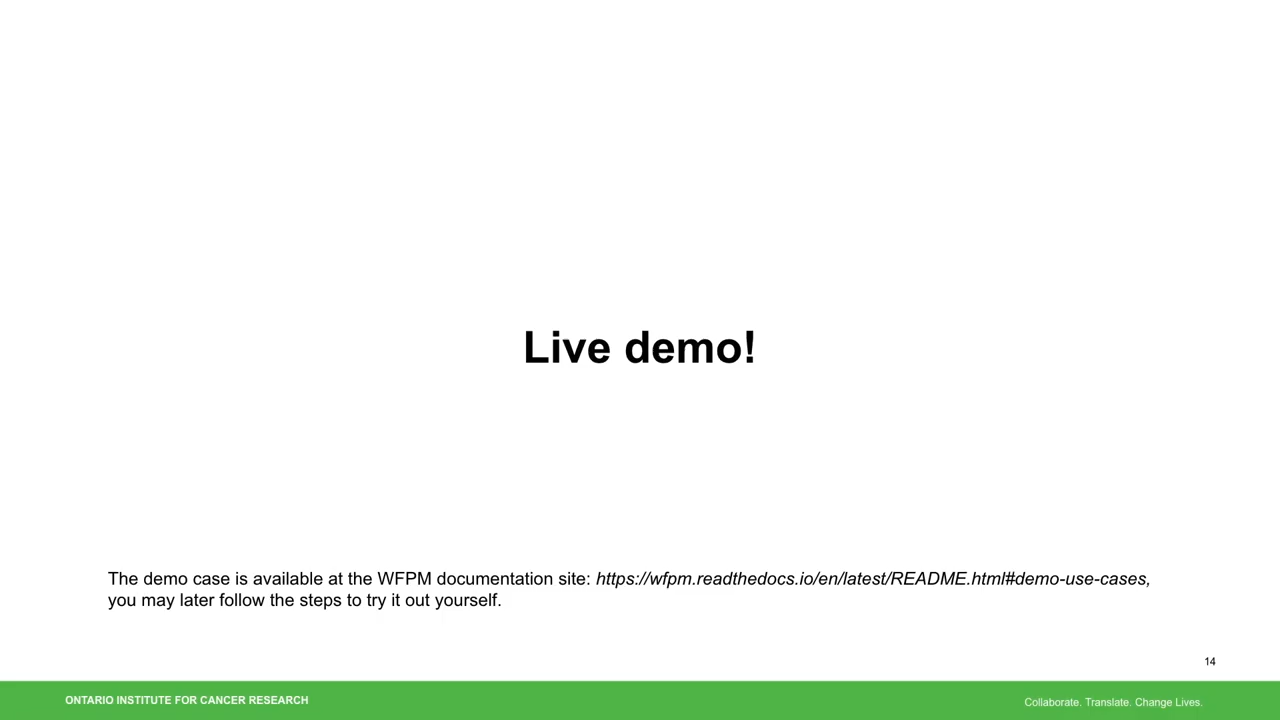 Live demo!
The demo case is available at the WFPM documentation site: https://wfpm.readthedocs.io/en/latest/README.html#demo-use-cases,
you may later follow the steps to try it out yourself.
14
ONTARIO INSTITUTE FOR CANCER RESEARCH
Collaborate. Translate. Change Lives.